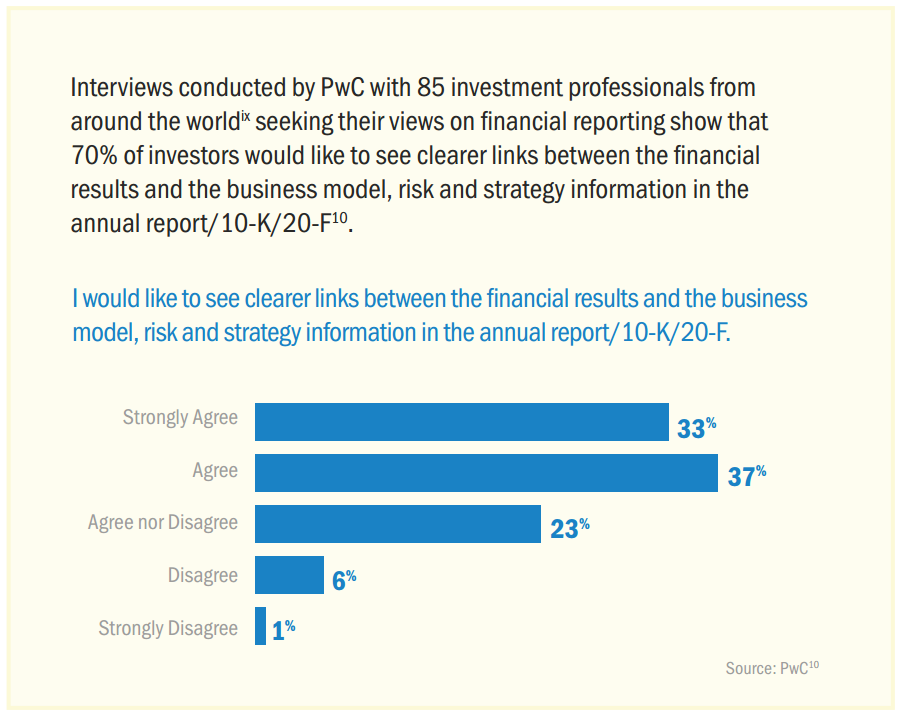 Interviews conducted by PwC with 85 investment professionals from
around the worldⁱˣ seeking their views on financial reporting show that
70% of investors would like to see clearer links between the financial
results and the business model, risk and strategy information in the
annual report/10-K/20-F¹⁰.
I would like to see clearer links between the financial results and the business
model, risk and strategy information in the annual report/10-K/20-F.
Strongly Agree 33%
Agree 37%
Agree nor Disagree 23%
Disagree 6%
Strongly Disagree 1%
Source: PwC¹⁰